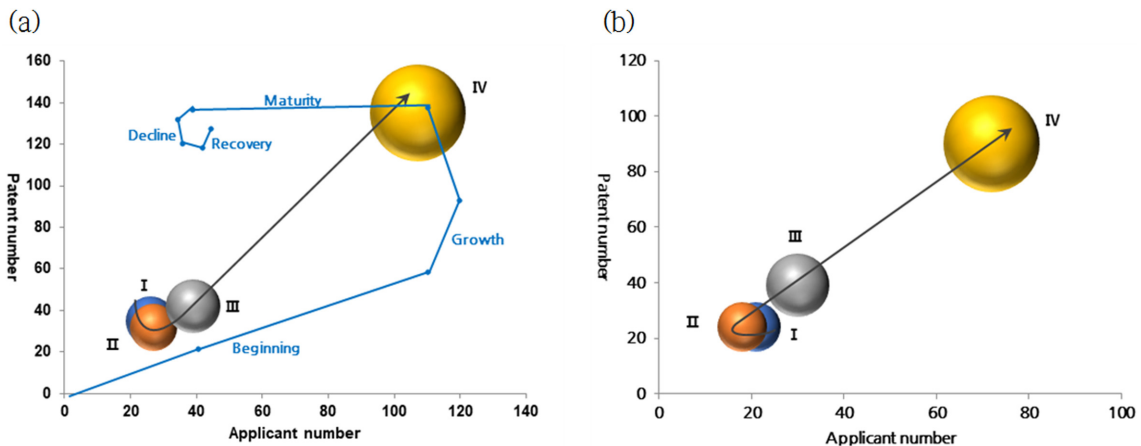 (a)
160
140
120
100
80
60
40
20
0
Patent number
0
20
40
60
80
100
120
140
Applicant number
Maturity
Decline
Recovery
Growth
Beginning
I
II
III
IV
(b)
120
100
80
60
40
20
0
Patent number
0
20
40
60
80
100
Applicant number
I
II
III
IV